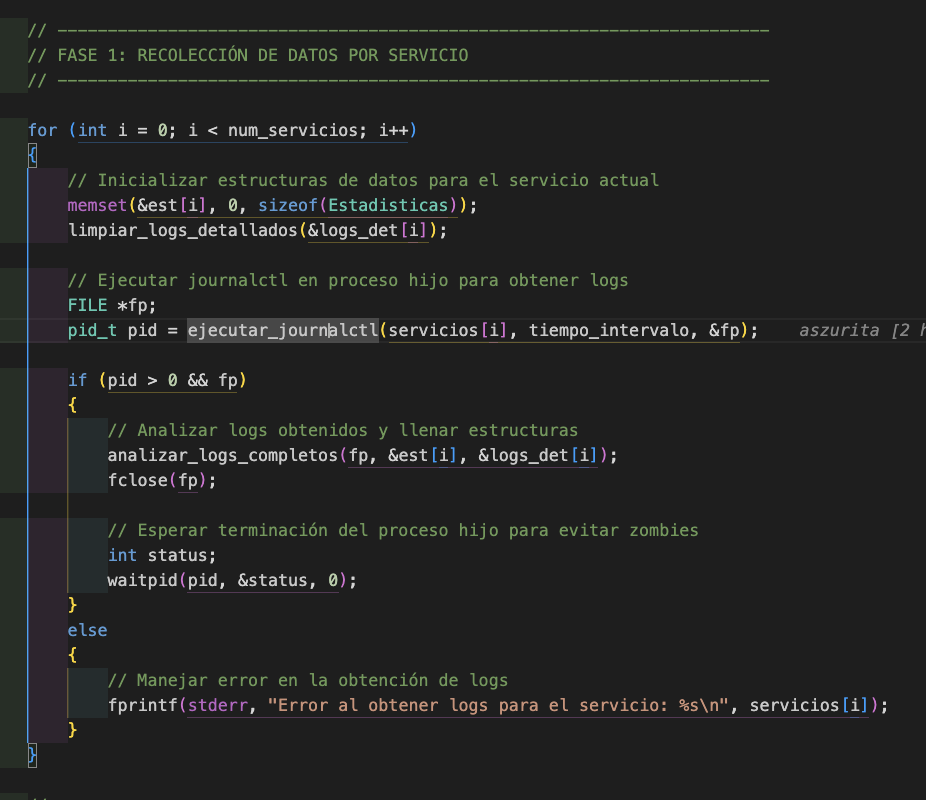 // -----------------------------------------------------------------------
// FASE 1: RECOLECCIÓN DE DATOS POR SERVICIO
// -----------------------------------------------------------------------
for (int i = 0; i < num_servicios; i++)
{
// Inicializar estructuras de datos para el servicio actual
memset(&est[i], 0, sizeof(Estadisticas));
limpiar_logs_detallados(&logs_det[i]);
// Ejecutar journalctl en proceso hijo para obtener logs
FILE *fp;
pid_t pid = ejecutar_journalctl(servicios[i], tiempo_intervalo, &fp); aszurita [2
if (pid > 0 && fp)
{
// Analizar logs obtenidos y llenar estructuras
analizar_logs_completos(fp, &est[i], &logs_det[i]);
fclose(fp);
// Esperar terminación del proceso hijo para evitar zombies
int status;
waitpid(pid, &status, 0);
}
else
{
// Manejar error en la obtención de logs
fprintf(stderr, "Error al obtener logs para el servicio: %s\n", servicios[i]);
}
}